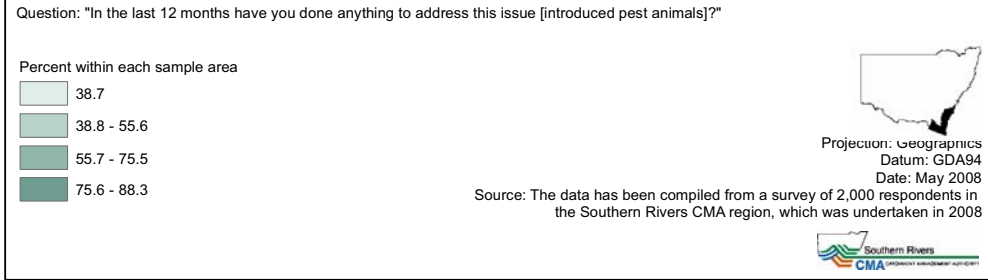 Question: "In the last 12 months have you done anything to address this issue [introduced pest animals]?"
Percent within each sample area
38.7
38.8 - 55.6
55.7 - 75.5
75.6 - 88.3
Projection: Geographics
Datum: GDA94
Date: May 2008
Source: The data has been compiled from a survey of 2,000 respondents in
the Southern Rivers CMA region, which was undertaken in 2008
Southern Rivers
CMA CATCHMENT MANAGEMENT AUTHORITY